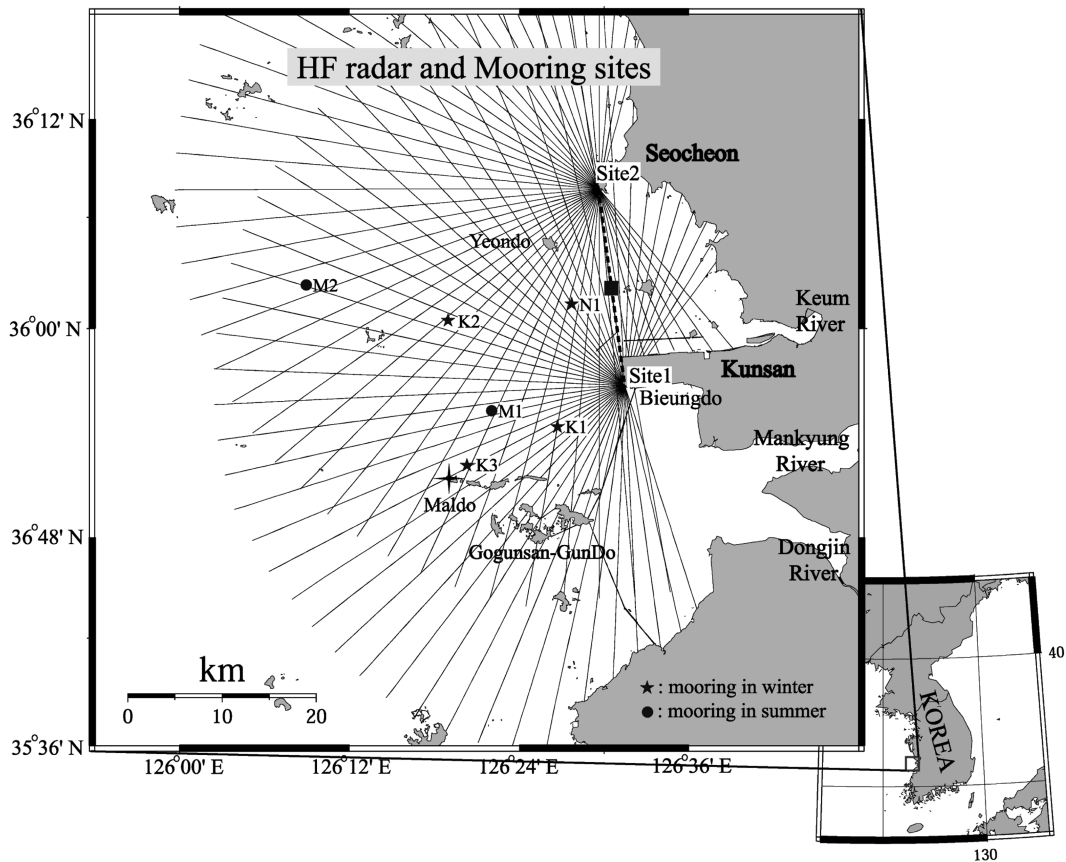 HF radar and Mooring sites
36°12' N
Seocheon
Site2
Yeondo
M2
N1
Keum
River
K2
36°00' N
Site1
Kunsan
Bieungdo
M1
K1
Mankyung
River
K3
Maldo
36°48' N
Gogunsan-GunDo
Dongjin
River
km
0 10 20
★ : mooring in winter
● : mooring in summer
40
KOREA
35°36' N
126°00' E 126°12' E 126°24' E 126°36' E
130